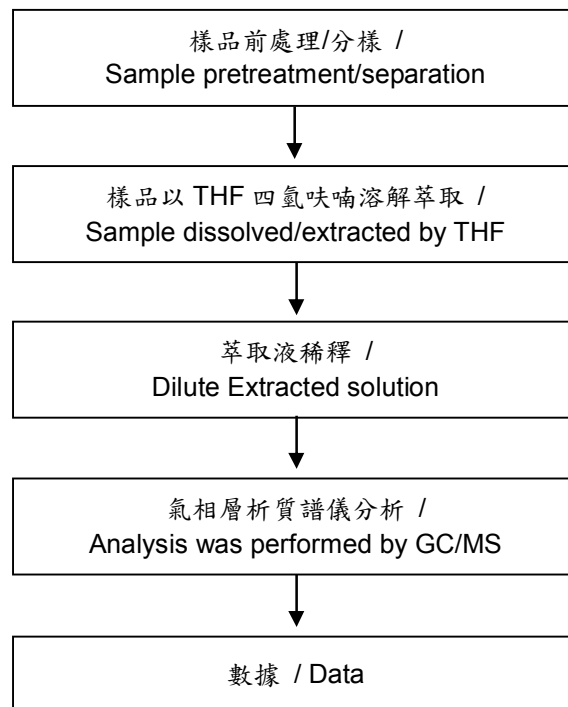 樣品前處理/分樣 /
Sample pretreatment/separation
樣品以 THF 四氫呋喃溶解萃取 /
Sample dissolved/extracted by THF
萃取液稀釋 /
Dilute Extracted solution
氣相層析質譜儀分析 /
Analysis was performed by GC/MS
數據 / Data